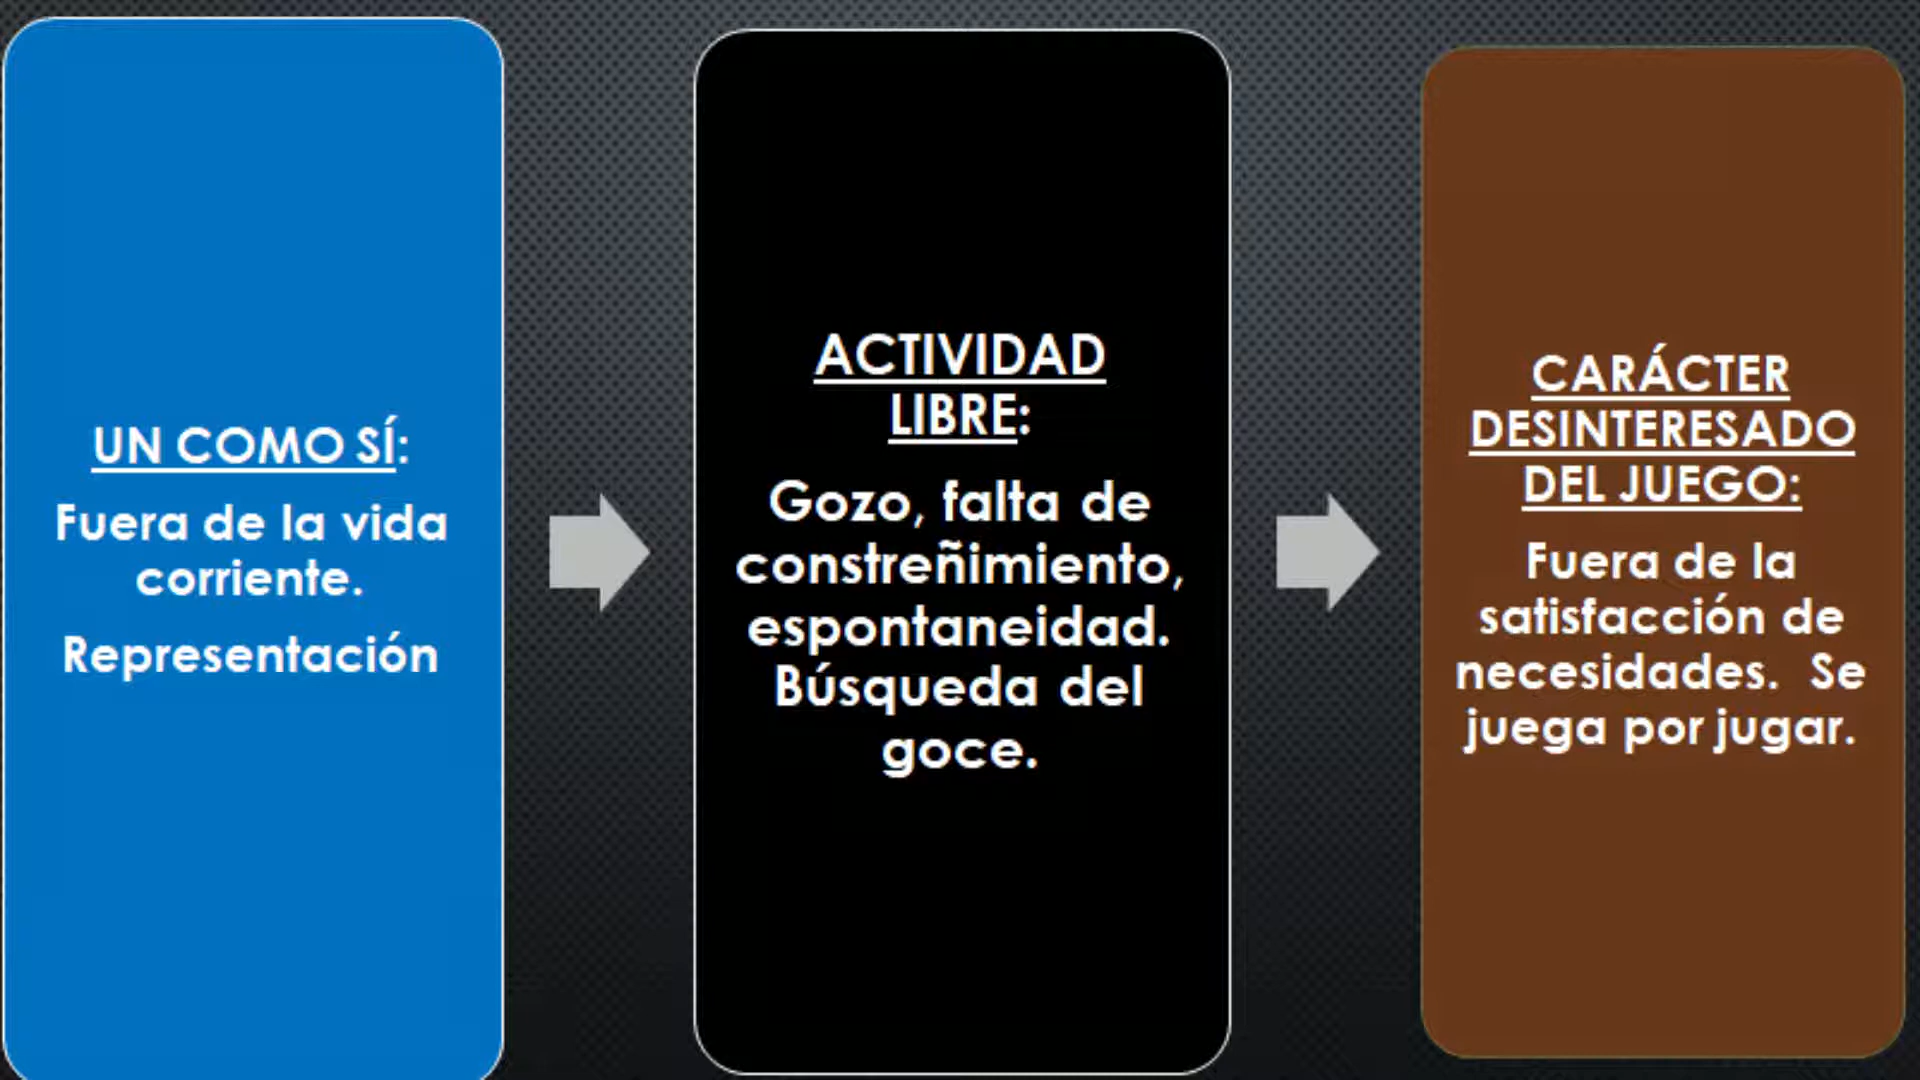 UN COMO SÍ:
Fuera de la vida
corriente.
Representación
ACTIVIDAD
LIBRE:
Gozo, falta de
constreñimiento,
espontaneidad.
Búsqueda del
goce.
CARÁCTER
DESINTERESADO
DEL JUEGO:
Fuera de la
satisfacción de
necesidades.  Se
juega por jugar.